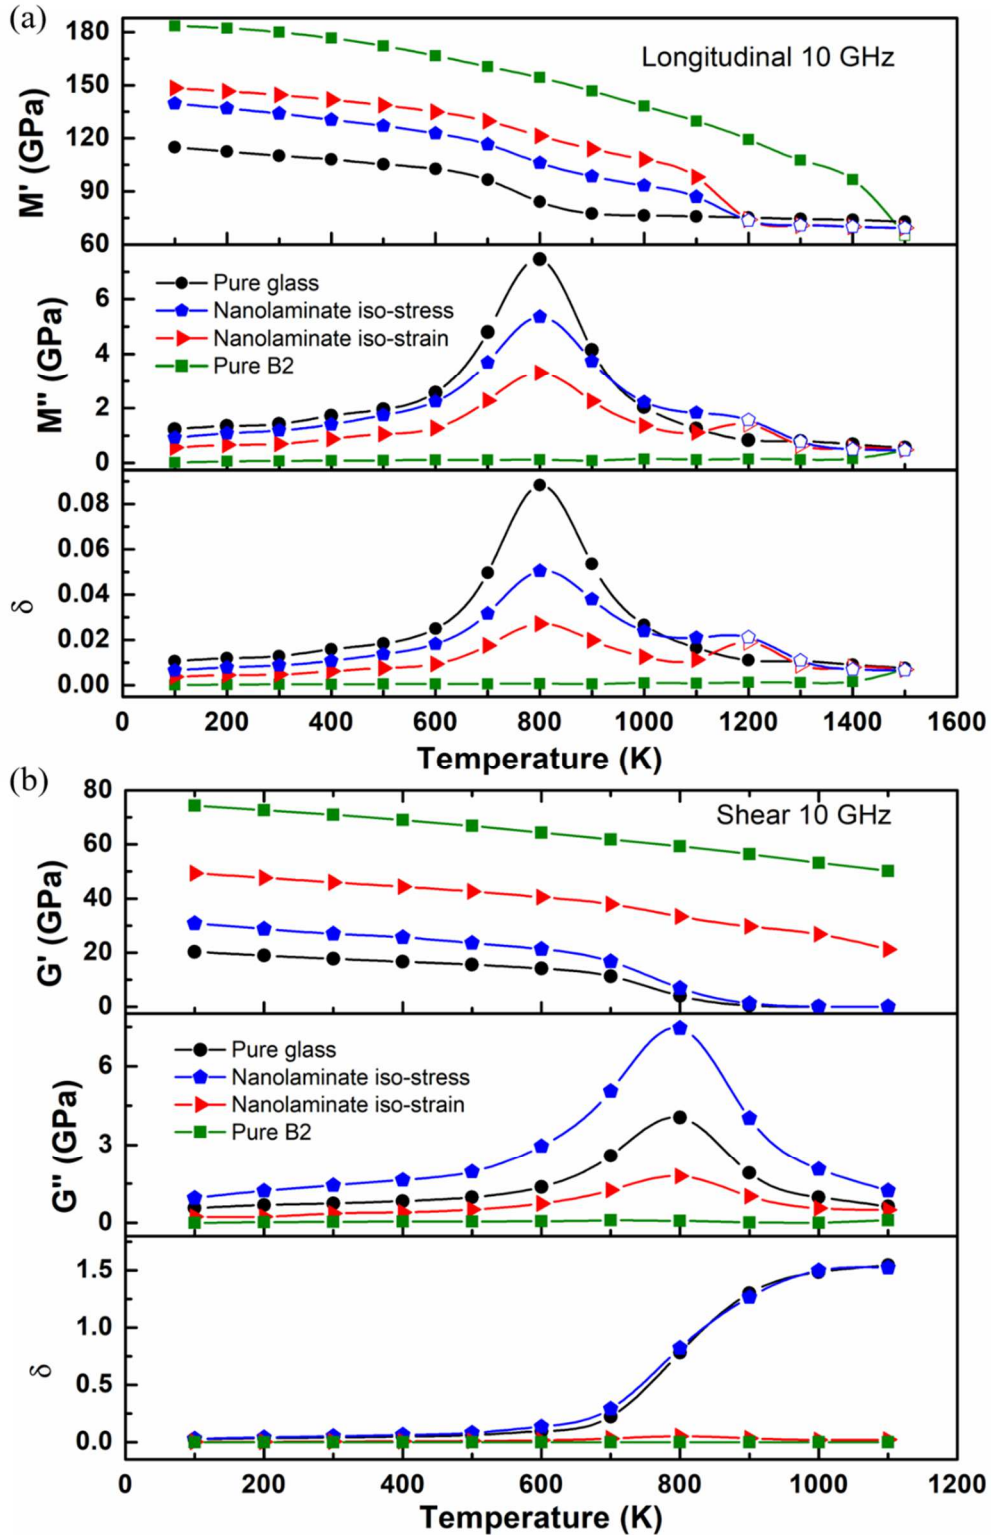 (a)
180
150
120
90
60
M' (GPa)
Longitudinal 10 GHz
6
4
2
0
M'' (GPa)
Pure glass
Nanolaminate iso-stress
Nanolaminate iso-strain
Pure B2
0.08
0.06
0.04
0.02
0.00
δ
0 200 400 600 800 1000 1200 1400 1600
Temperature (K)
(b)
80
60
40
20
0
G' (GPa)
Shear 10 GHz
6
3
0
G'' (GPa)
Pure glass
Nanolaminate iso-stress
Nanolaminate iso-strain
Pure B2
1.5
1.0
0.5
0.0
δ
0 200 400 600 800 1000 1200
Temperature (K)